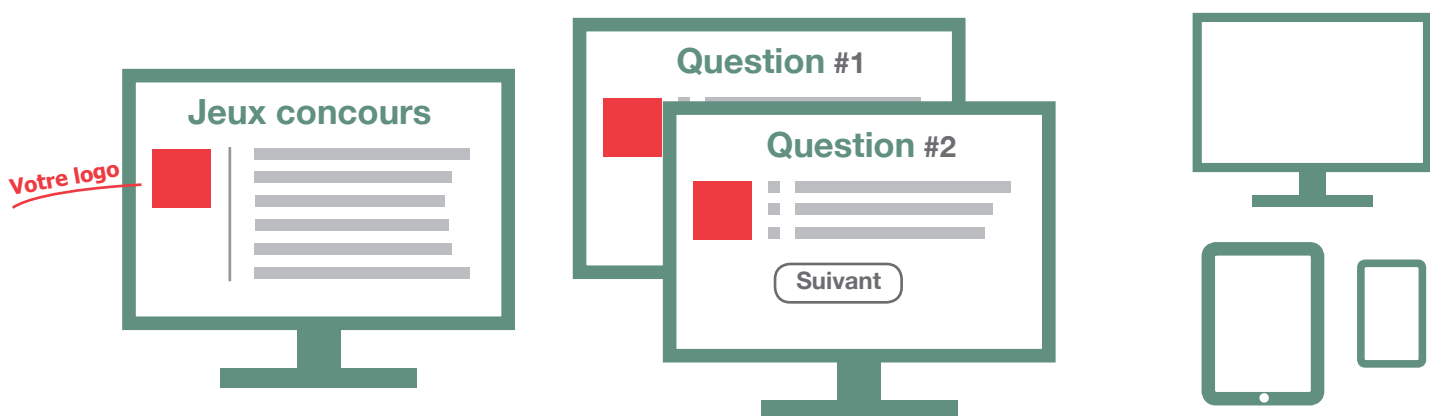 Jeux concours
Votre logo
Question #1
Question #2
Suivant